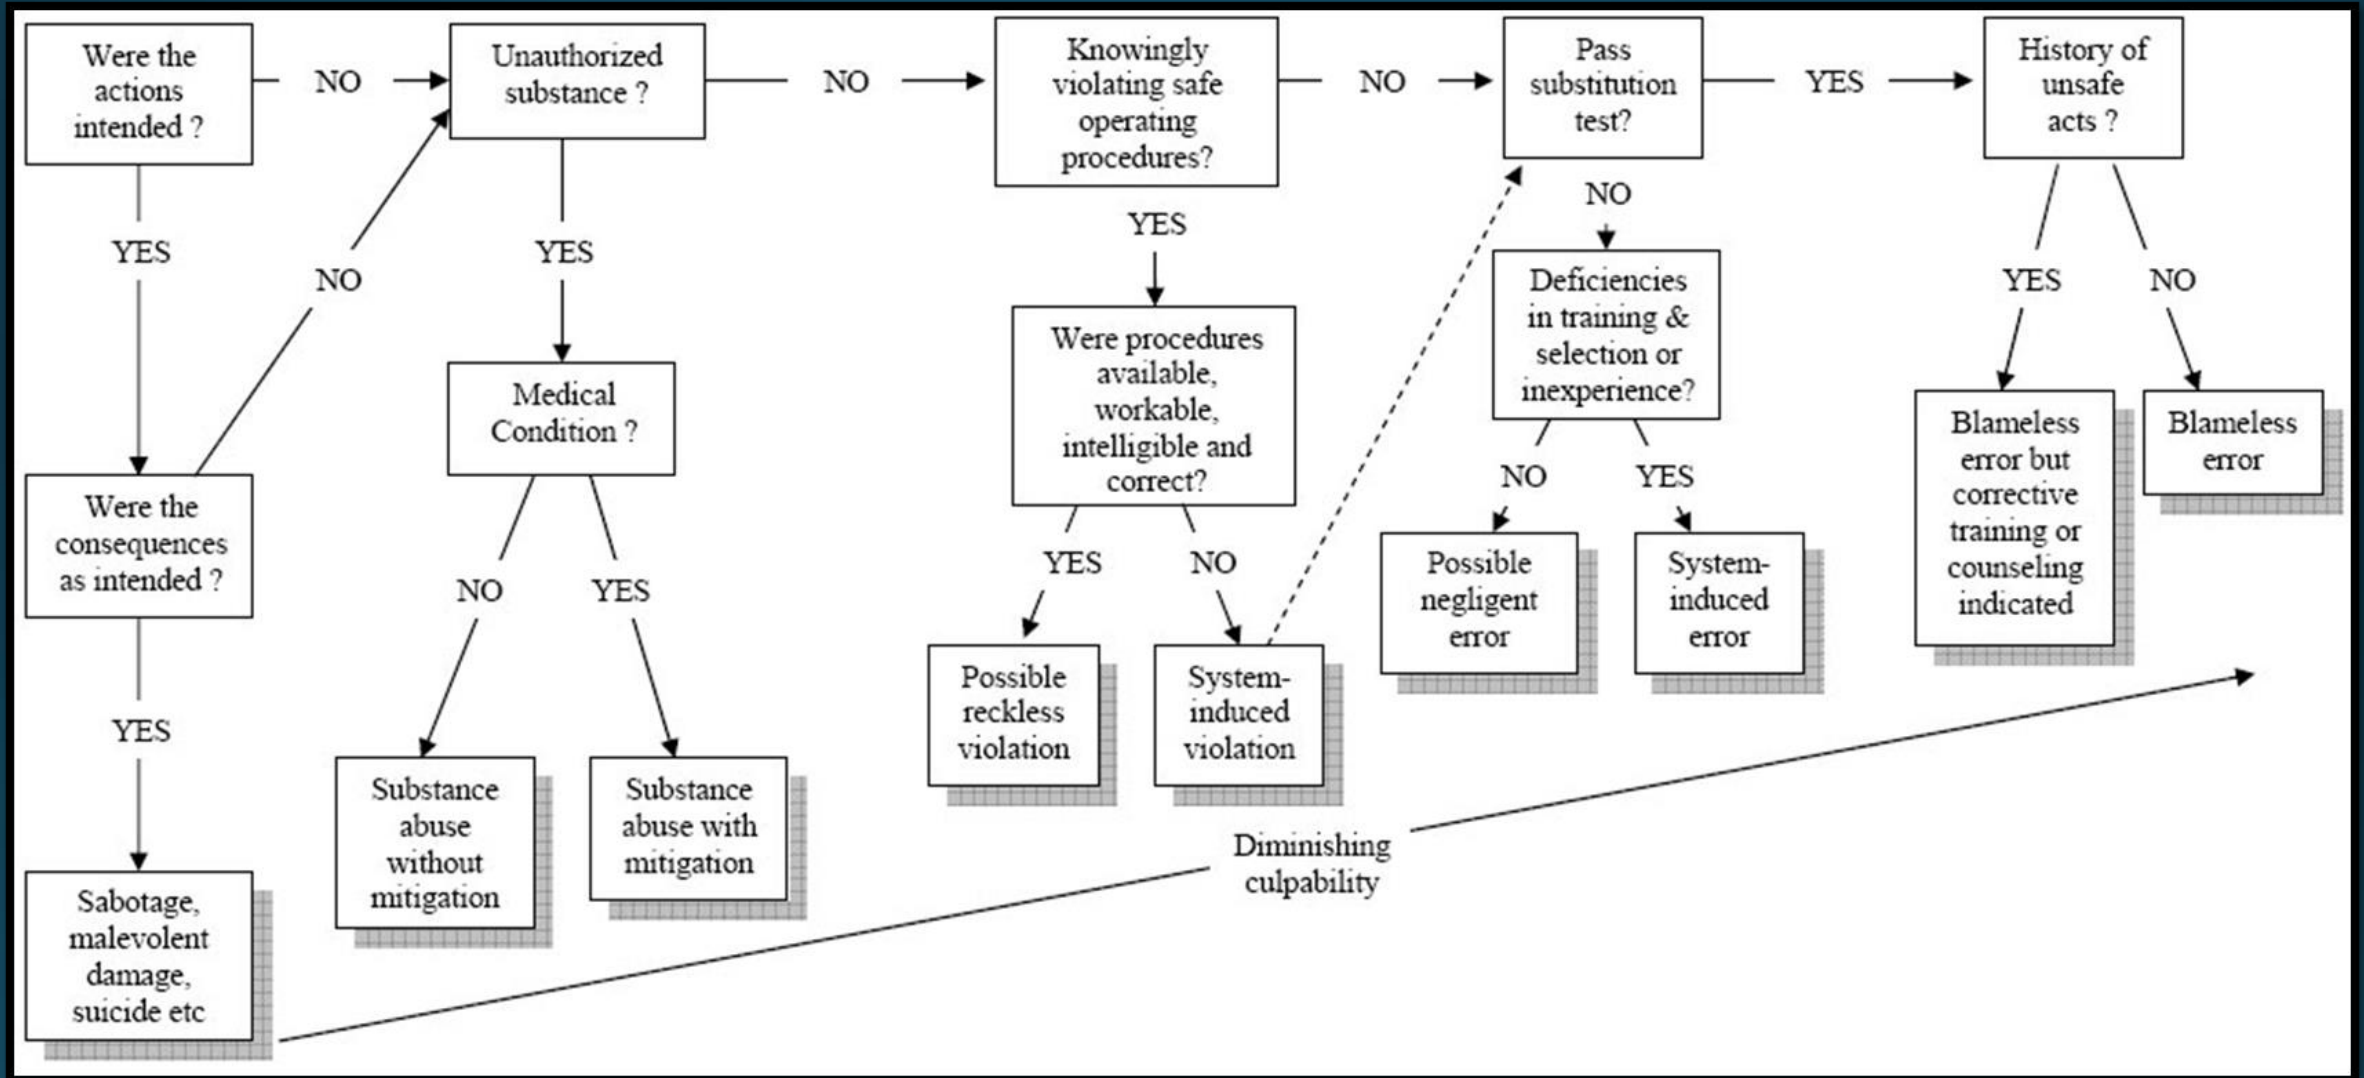 Were the
actions
intended ?
NO
Unauthorized
substance ?
NO
Knowingly
violating safe
operating
procedures?
NO
Pass
substitution
test?
YES
History of
unsafe
acts ?
YES
NO
YES
YES
NO
YES
NO
Were procedures
available,
workable,
intelligible and
correct?
Deficiencies
in training &
selection or
inexperience?
Medical
Condition ?
Were the
consequences
as intended ?
NO
YES
YES
NO
NO
YES
Blameless
error but
corrective
training or
counseling
indicated
Blameless
error
Possible
negligent
error
System-
induced
error
Possible
reckless
violation
System-
induced
violation
YES
Substance
abuse
without
mitigation
Substance
abuse with
mitigation
Diminishing
culpability
Sabotage,
malevolent
damage,
suicide etc